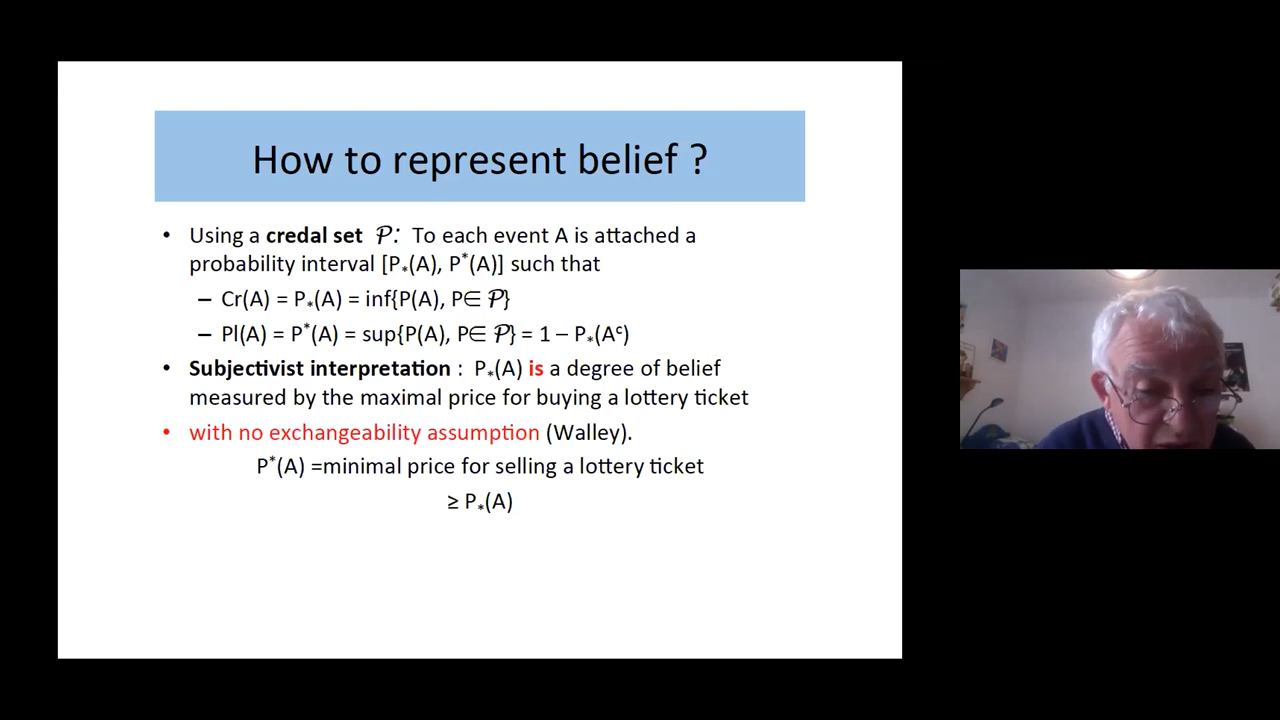 How to represent belief ?
• Using a credal set 𝒫: To each event A is attached a
probability interval [P⁎(A), P*(A)] such that
– Cr(A) = P⁎(A) = inf{P(A), P∈ 𝒫}
– Pl(A) = P*(A) = sup{P(A), P∈ 𝒫} = 1 – P⁎(Aᶜ)
• Subjectivist interpretation : P⁎(A) is a degree of belief
measured by the maximal price for buying a lottery ticket
• with no exchangeability assumption (Walley).
P*(A) =minimal price for selling a lottery ticket
≥ P⁎(A)